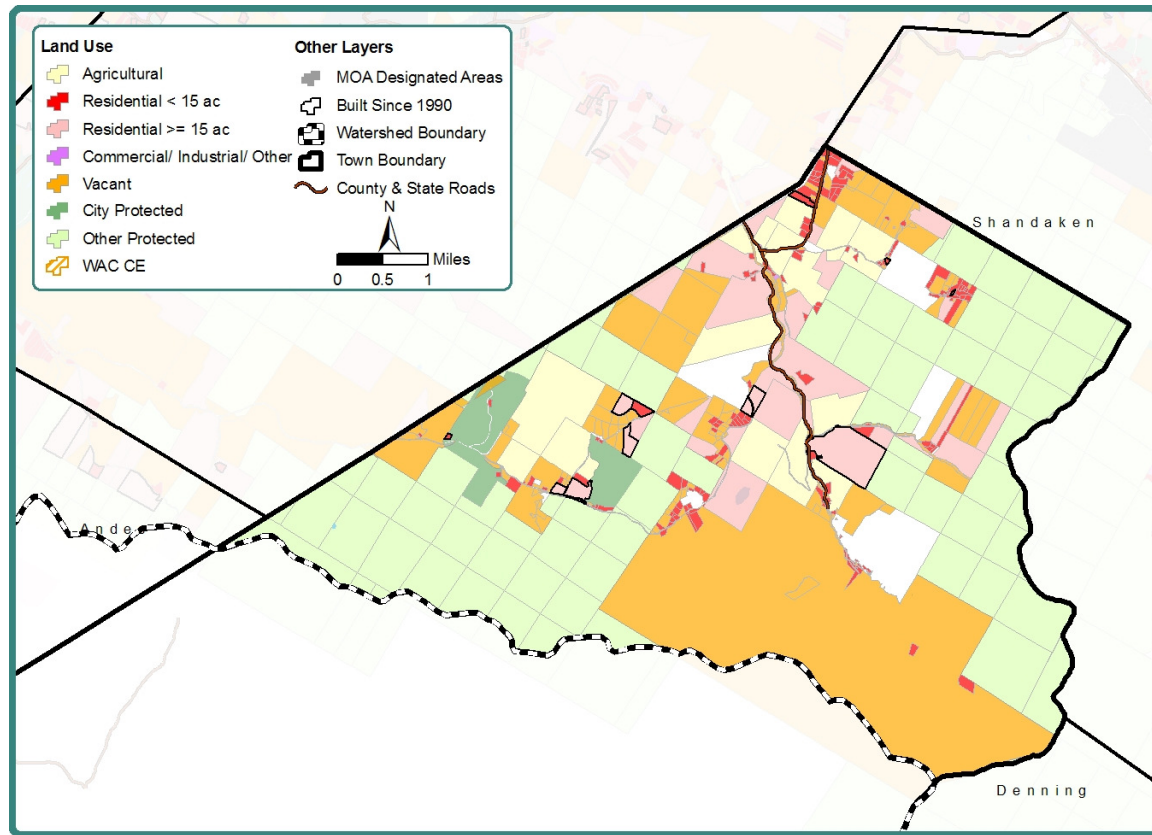 Land Use
Agricultural
Residential < 15 ac
Residential >= 15 ac
Commercial/ Industrial/ Other
Vacant
City Protected
Other Protected
WAC CE
Other Layers
MOA Designated Areas
Built Since 1990
Watershed Boundary
Town Boundary
County & State Roads
N
0 0.5 1 Miles
Shandaken
Ande
Denning